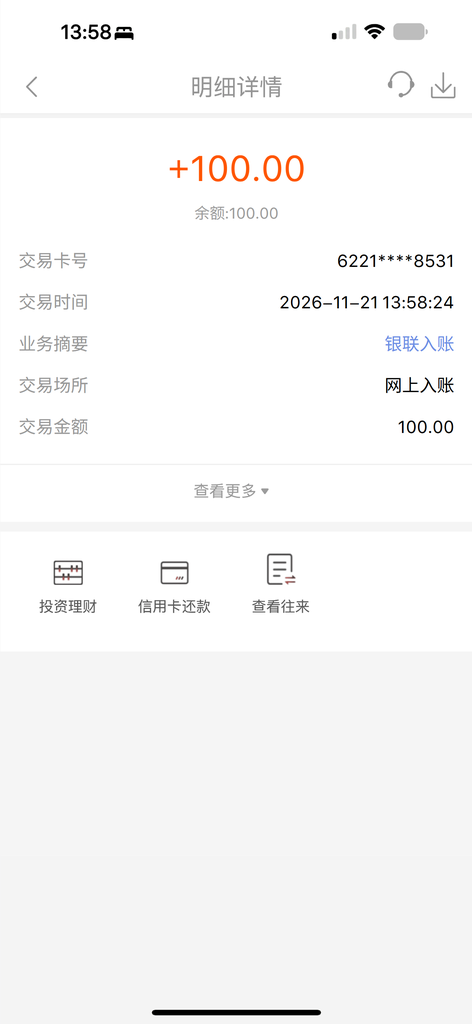 13:58
明细详情
+100.00
余额:100.00
交易卡号 6221****8531
交易时间 2026-11-21 13:58:24
业务摘要 银联入账
交易场所 网上入账
交易金额 100.00
查看更多
投资理财 信用卡还款 查看往来